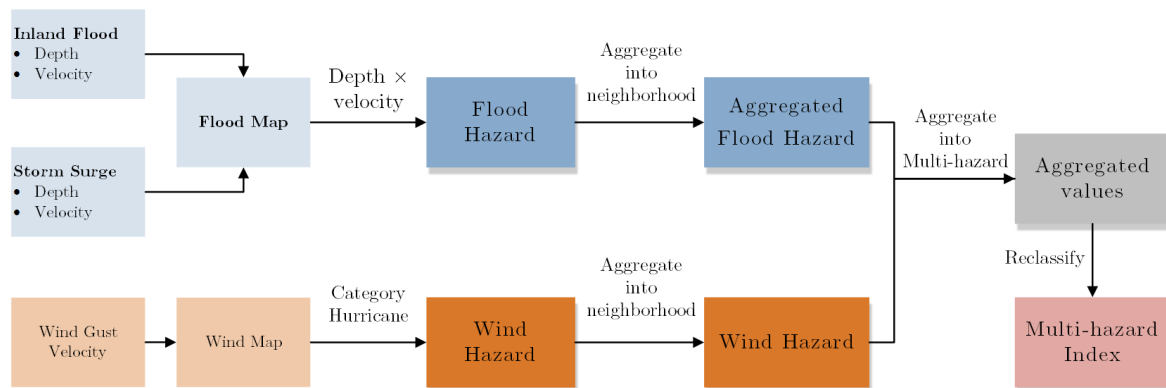 Inland Flood
• Depth
• Velocity
Flood Map
Storm Surge
• Depth
• Velocity
Depth ×
velocity
Flood
Hazard
Aggregate
into
neighborhood
Aggregated
Flood Hazard
Aggregate
into
Multi-hazard
Aggregated
values
Reclassify
Multi-hazard
Index
Wind Gust
Velocity
Wind Map
Category
Hurricane
Wind
Hazard
Aggregate
into
neighborhood
Wind Hazard